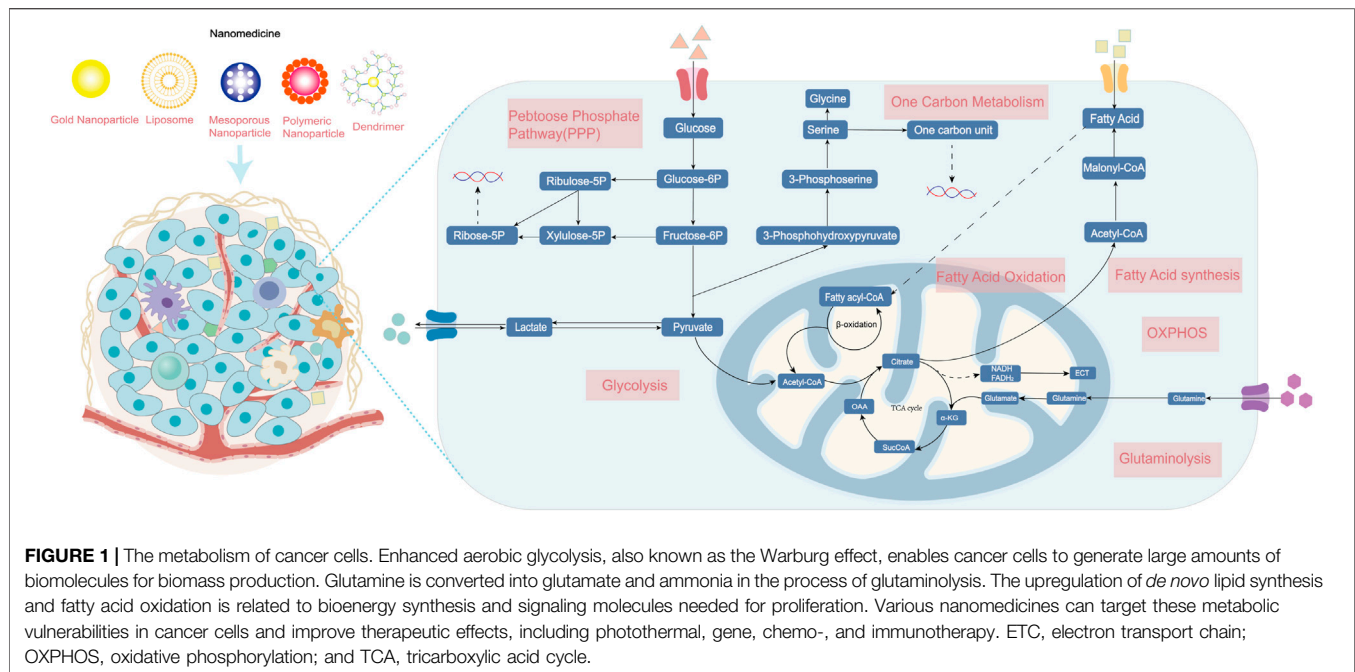 Nanomedicine
Gold Nanoparticle
Liposome
Mesoporous
Nanoparticle
Polymeric
Nanoparticle
Dendrimer
Pebtoose Phosphate
Pathway(PPP)
Glucose
Ribulose-5P
Glucose-6P
Ribose-5P
Xylulose-5P
Fructose-6P
Lactate
Pyruvate
Glycolysis
Glycine
Serine
One carbon unit
One Carbon Metabolism
3-Phosphoserine
3-Phosphohydroxypyruvate
Fatty Acid
Malonyl-CoA
Acetyl-CoA
Fatty Acid Oxidation
Fatty Acid synthesis
OXPHOS
Fatty acyl-CoA
β-oxidation
Acetyl-CoA
Citrate
NADH
FADH₂
ECT
OAA
TCA cycle
α-KG
SucCoA
Glutamate
Glutamine
Glutamine
Glutaminolysis
FIGURE 1 | The metabolism of cancer cells. Enhanced aerobic glycolysis, also known as the Warburg effect, enables cancer cells to generate large amounts of
biomolecules for biomass production. Glutamine is converted into glutamate and ammonia in the process of glutaminolysis. The upregulation of de novo lipid synthesis
and fatty acid oxidation is related to bioenergy synthesis and signaling molecules needed for proliferation. Various nanomedicines can target these metabolic
vulnerabilities in cancer cells and improve therapeutic effects, including photothermal, gene, chemo-, and immunotherapy. ETC, electron transport chain;
OXPHOS, oxidative phosphorylation; and TCA, tricarboxylic acid cycle.